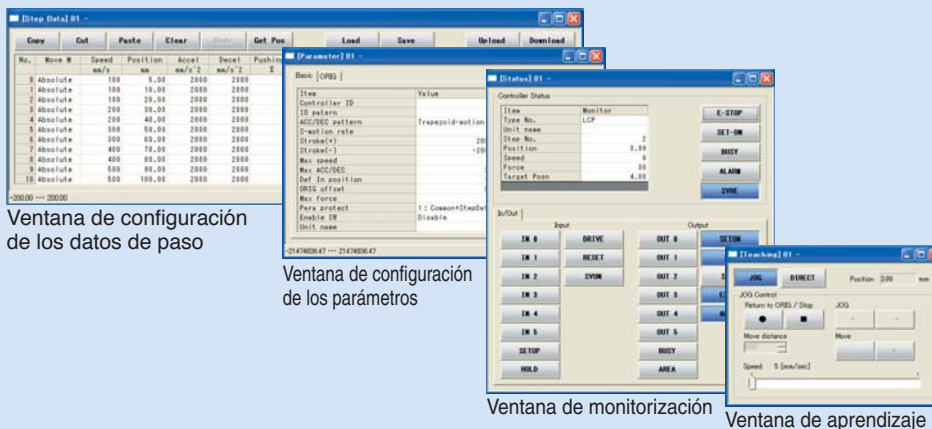 [Step Data] 01 -
Copy Cut Paste Clear Undo Get Pos Load Save Upload Download
No. Move M Speed Position Accel Decel Pushing
mm/s mm mm/s^2 mm/s^2 %
0 Absolute 100 5.00 2000 2000
1 Absolute 100 10.00 2000 2000
2 Absolute 100 20.00 2000 2000
3 Absolute 200 30.00 2000 2000
4 Absolute 200 40.00 2000 2000
5 Absolute 300 50.00 2000 2000
6 Absolute 300 60.00 2000 2000
7 Absolute 400 70.00 2000 2000
8 Absolute 400 80.00 2000 2000
9 Absolute 500 90.00 2000 2000
10 Absolute 500 100.00 2000 2000
-200.00 --- 200.00
Ventana de configuración
de los datos de paso
[Parameter] 01 -
Basic ORIG
Item Value
Controller ID
IO patern
ACC/DEC pattern Trapezoid-motion
S-motion rate
Stroke(+) 200
Stroke(-) -200
Max speed
Max ACC/DEC
Def In position
ORIG offset
Max force
Para protect 1: Common+StepDat
Enable SW Disable
Unit name
-2147483647 --- 2147483647
Ventana de configuración
de los parámetros
[Status] 01 -
Controller Status
Item Monitor
Type No. LCP
Unit name
Step No. 2
Position 3.99
Speed 0
Force 30
Target Posn 4.00
E-STOP
SET-ON
BUSY
ALARM
SVRE
In/Out
Input Output
IN 0 DRIVE OUT 0 SETON
IN 1 RESET OUT 1
IN 2 SVON OUT 2
IN 3 OUT 3
IN 4 OUT 4
IN 5 OUT 5
SETUP BUSY
HOLD AREA
Ventana de monitorización
[Teaching] 01 -
JOG DIRECT Position 3.99 mm
JOG Control
Return to ORIG / Stop JOG
Move distance Move
Speed 5 [mm/sec]
Ventana de aprendizaje